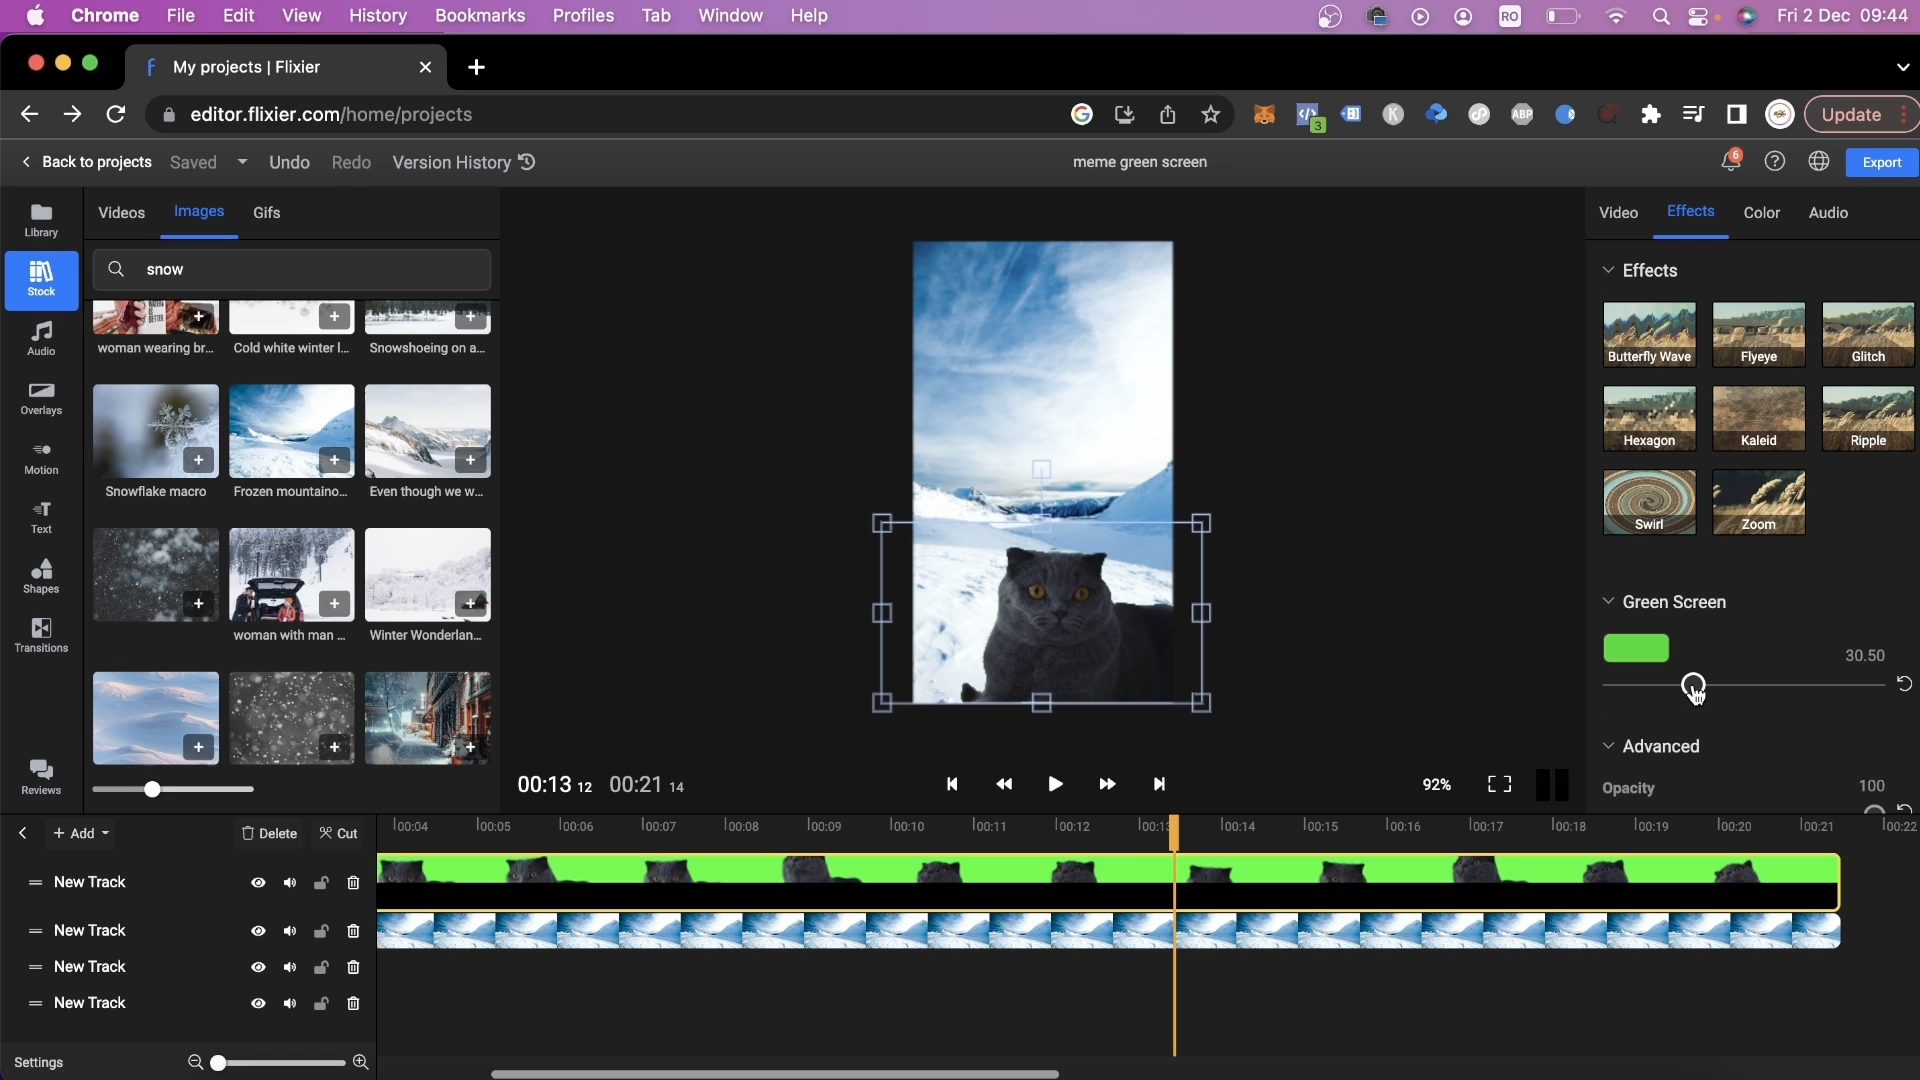 Chrome File Edit View History Bookmarks Profiles Tab Window Help RO Fri 2 Dec 09:44
My projects | Flixier
editor.flixier.com/home/projects 3 K ABP Update
Back to projects Saved Undo Redo Version History meme green screen 6 Export
Library
Stock
Audio
Overlays
Motion
Text
Shapes
Transitions
Reviews
Videos Images Gifs
snow
woman wearing br... Cold white winter l... Snowshoeing on a...
Snowflake macro Frozen mountaino... Even though we w...
woman with man ... Winter Wonderlan...
00:13 12 00:21 14 92%
Video Effects Color Audio
Effects
Butterfly Wave Flyeye Glitch
Hexagon Kaleid Ripple
Swirl Zoom
Green Screen
30.50
Advanced
Opacity 100
+ Add Delete Cut
00:04 00:05 00:06 00:07 00:08 00:09 00:10 00:11 00:12 00:13 00:14 00:15 00:16 00:17 00:18 00:19 00:20 00:21 00:22
New Track
New Track
New Track
New Track
Settings